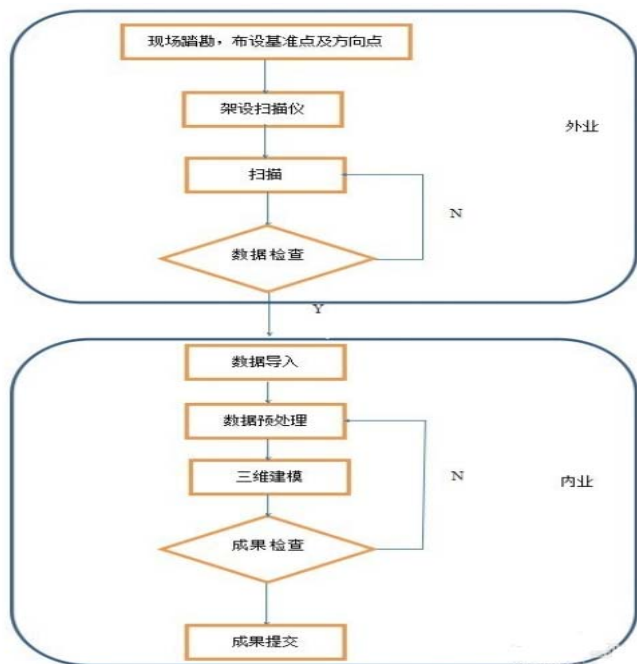 现场踏勘，布设基准点及方向点
架设扫描仪
外业
扫描
N
数据检查
Y
数据导入
数据预处理
三维建模
N
内业
成果检查
成果提交